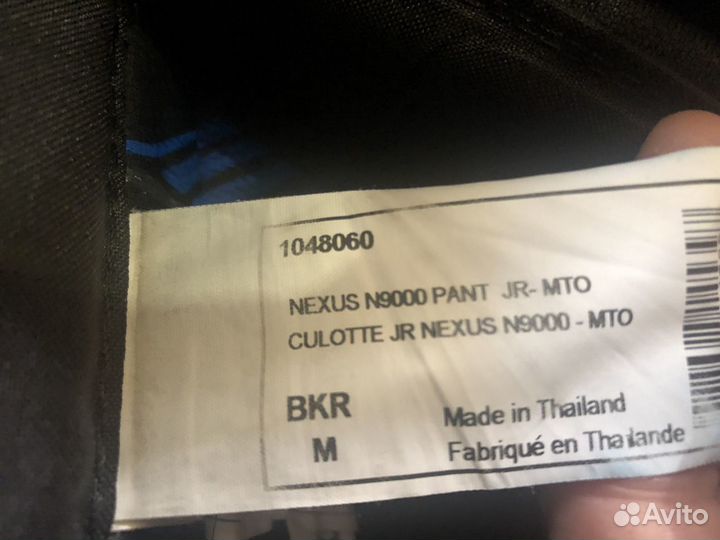 1048060
NEXUS N9000 PANT JR- MTO
CULOTTE JR NEXUS N9000 - MTO
BKR
Made in Thailand
M
Fabriqué en Thaïlande
Avito